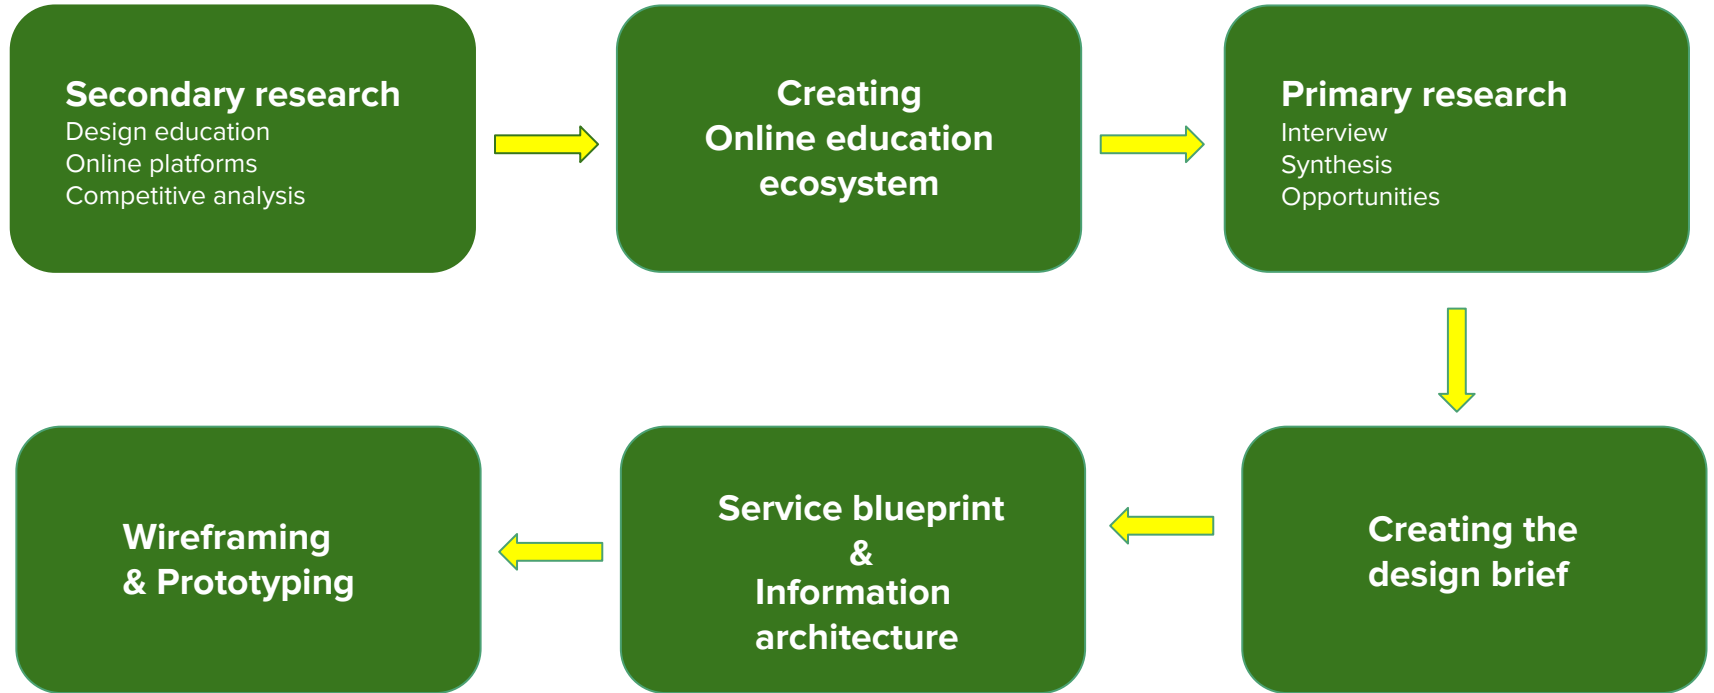 Secondary research
Design education
Online platforms
Competitive analysis
Creating
Online education
ecosystem
Primary research
Interview
Synthesis
Opportunities
Creating the
design brief
Service blueprint
&
Information
architecture
Wireframing
& Prototyping